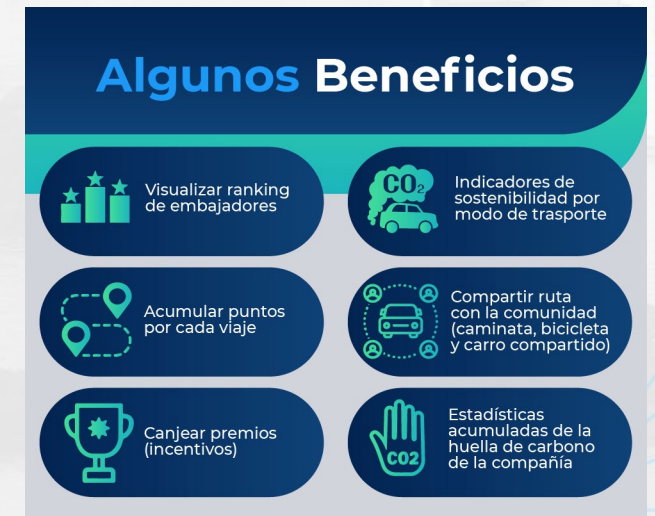 Algunos Beneficios
Visualizar ranking
de embajadores
CO₂
Indicadores de
sostenibilidad por
modo de trasporte
Acumular puntos
por cada viaje
Compartir ruta
con la comunidad
(caminata, bicicleta
y carro compartido)
Canjear premios
(incentivos)
CO2
Estadísticas
acumuladas de la
huella de carbono
de la compañía